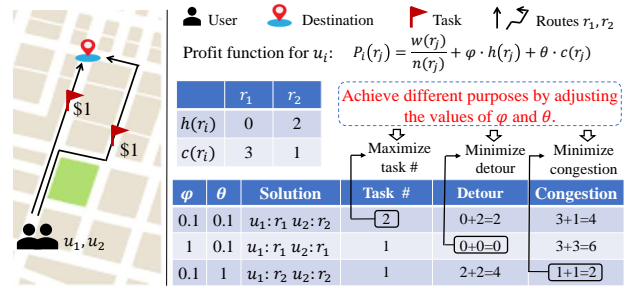 User Destination Task Routes r₁, r₂
Profit function for uᵢ: Pᵢ(rⱼ) = w(rⱼ)/n(rⱼ) + φ · h(rⱼ) + θ · c(rⱼ)
$1
$1
u₁, u₂
r₁ r₂
h(rᵢ) 0 2
c(rᵢ) 3 1
Achieve different purposes by adjusting
the values of φ and θ.
Maximize
task #
Minimize
detour
Minimize
congestion
φ θ Solution Task # Detour Congestion
0.1 0.1 u₁: r₁ u₂: r₂ 2 0+2=2 3+1=4
1 0.1 u₁: r₁ u₂: r₁ 1 0+0=0 3+3=6
0.1 1 u₁: r₂ u₂: r₂ 1 2+2=4 1+1=2